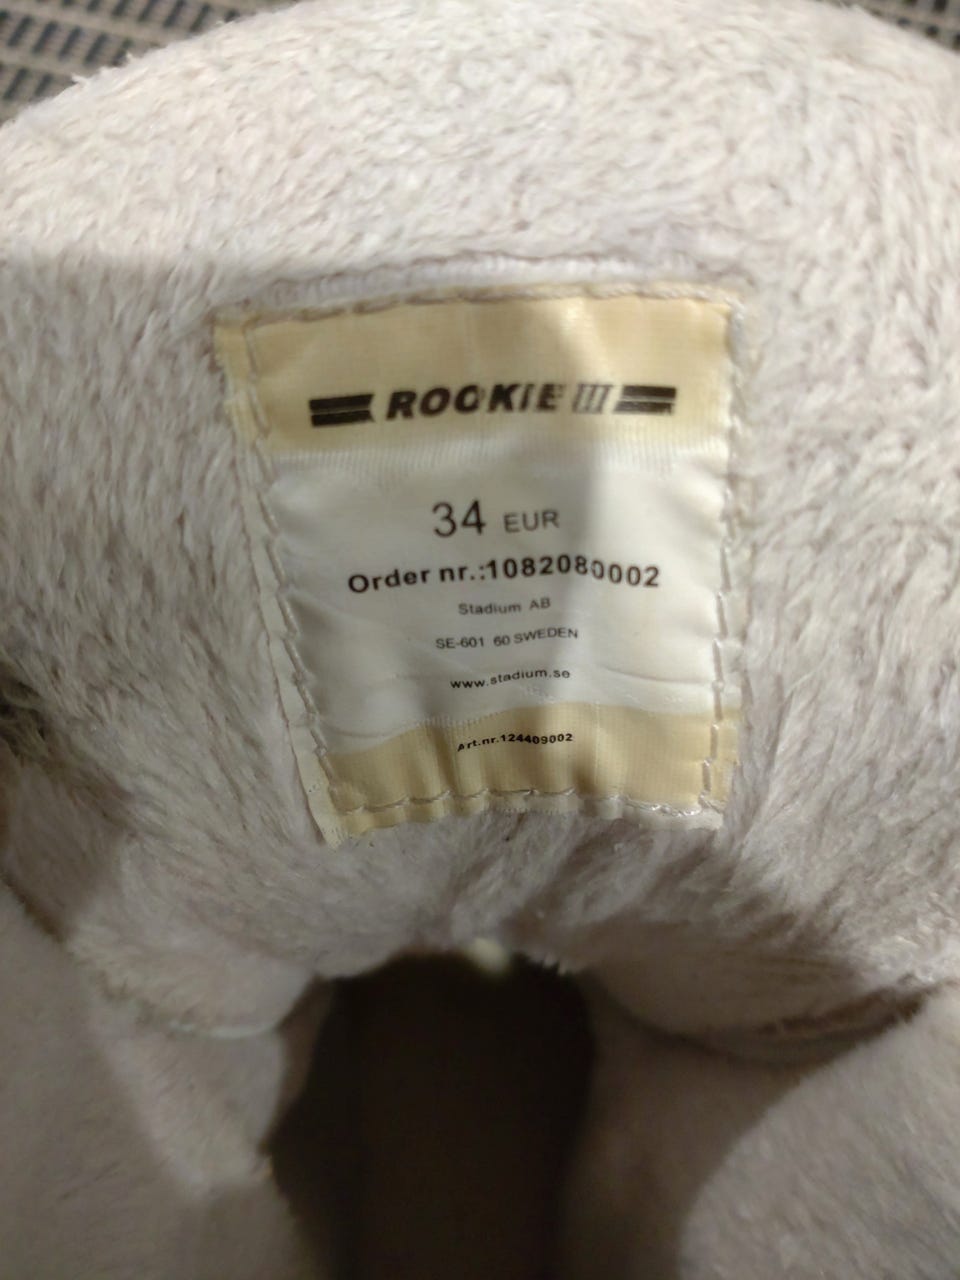 ROOKIE III
34 EUR
Order nr.:1082080002
Stadium AB
SE-601 60 SWEDEN
www.stadium.se
Art.nr.124409002